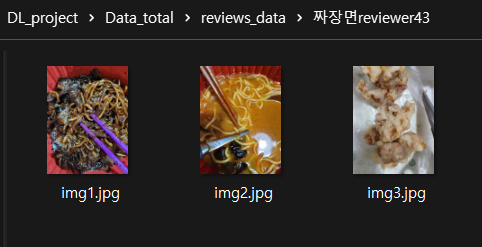 DL_project > Data_total > reviews_data > 짜장면reviewer43
img1.jpg
img2.jpg
img3.jpg